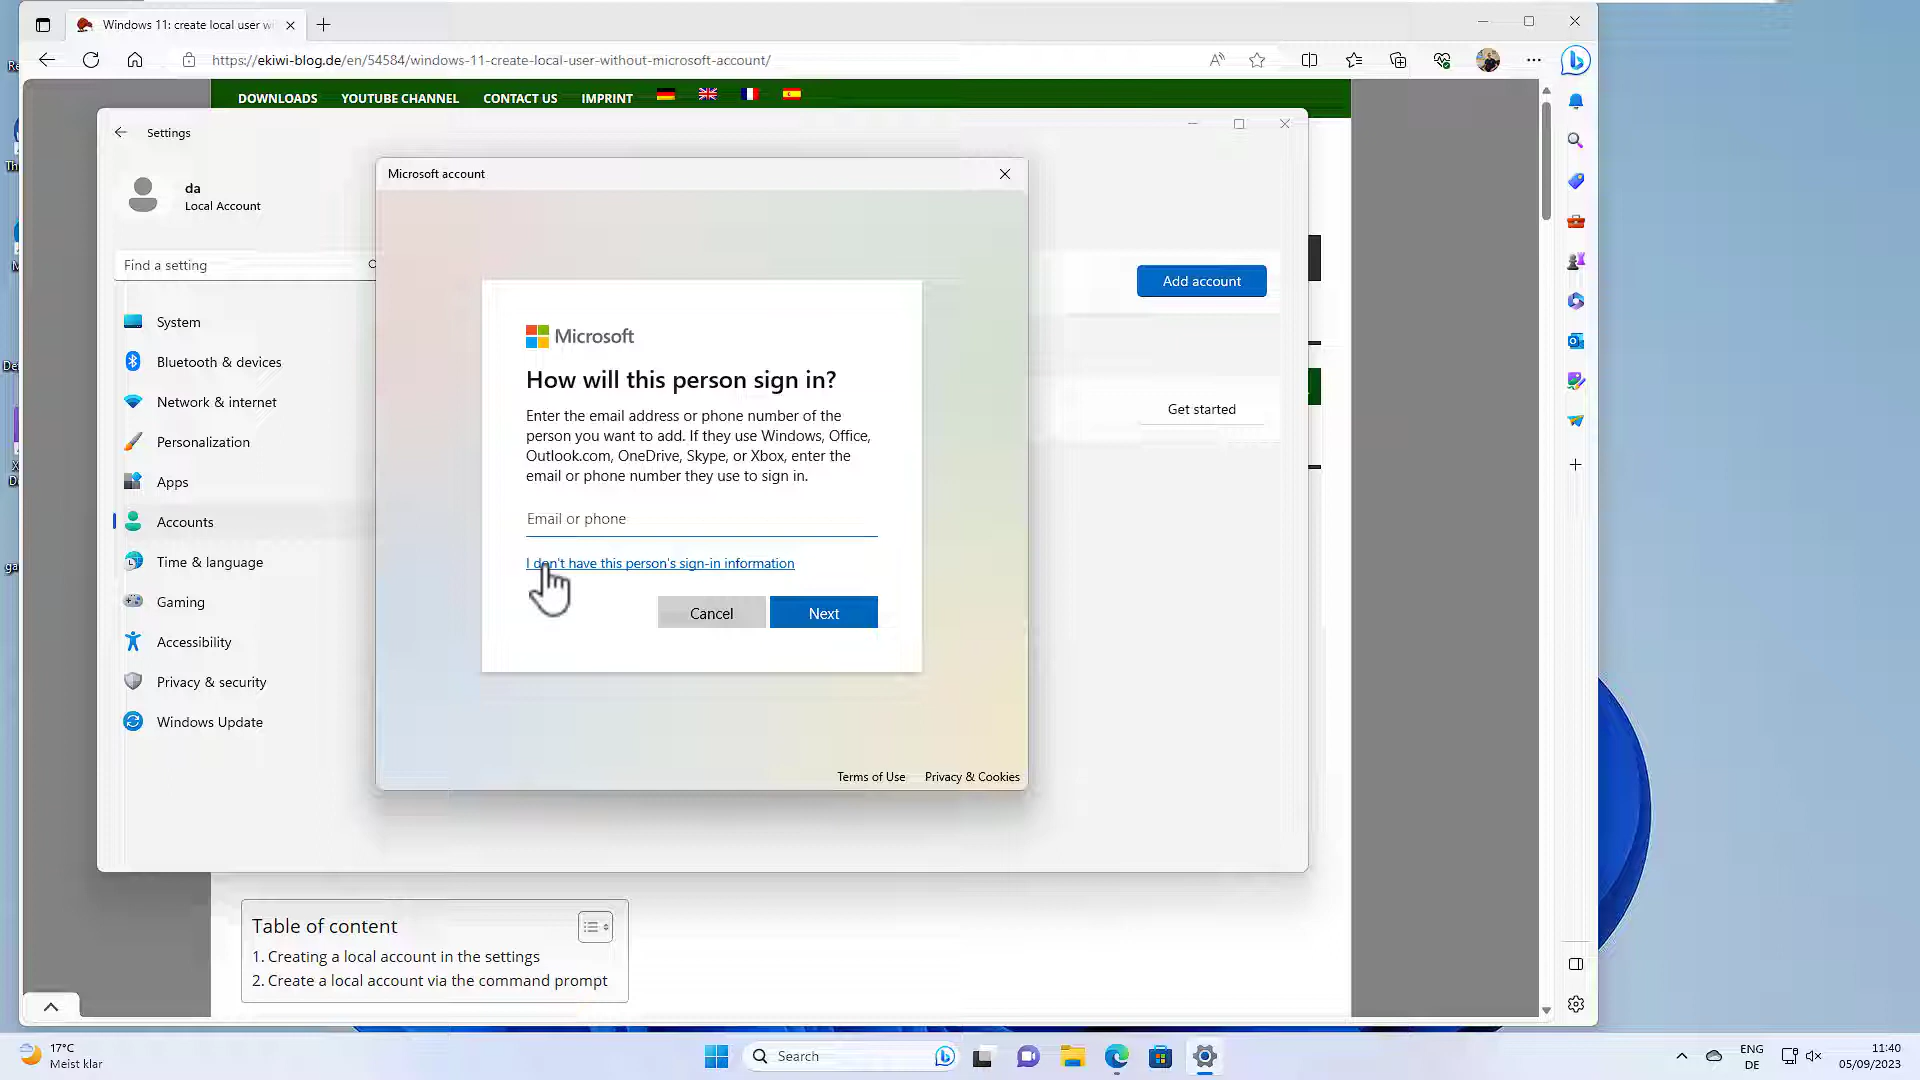 Windows 11: create local user w
https://ekiwi-blog.de/en/54584/windows-11-create-local-user-without-microsoft-account/
DOWNLOADS YOUTUBE CHANNEL CONTACT US IMPRINT
Settings
da
Local Account
Find a setting
System
Bluetooth & devices
Network & internet
Personalization
Apps
Accounts
Time & language
Gaming
Accessibility
Privacy & security
Windows Update
Microsoft account
Microsoft
How will this person sign in?
Enter the email address or phone number of the
person you want to add. If they use Windows, Office,
Outlook.com, OneDrive, Skype, or Xbox, enter the
email or phone number they use to sign in.
Email or phone
I don't have this person's sign-in information
Cancel Next
Terms of Use Privacy & Cookies
Add account
Get started
Table of content
1. Creating a local account in the settings
2. Create a local account via the command prompt
17°C
Meist klar
Search
ENG
DE
11:40
05/09/2023